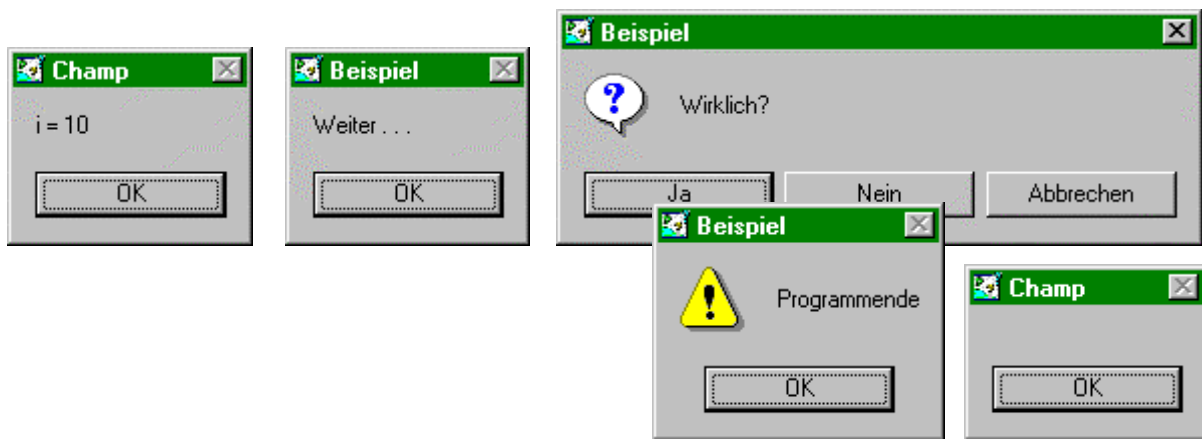 Champ
i = 10
OK
Beispiel
Weiter . . .
OK
Beispiel
Wirklich?
Ja
Nein
Abbrechen
Beispiel
Programmende
OK
Champ
OK